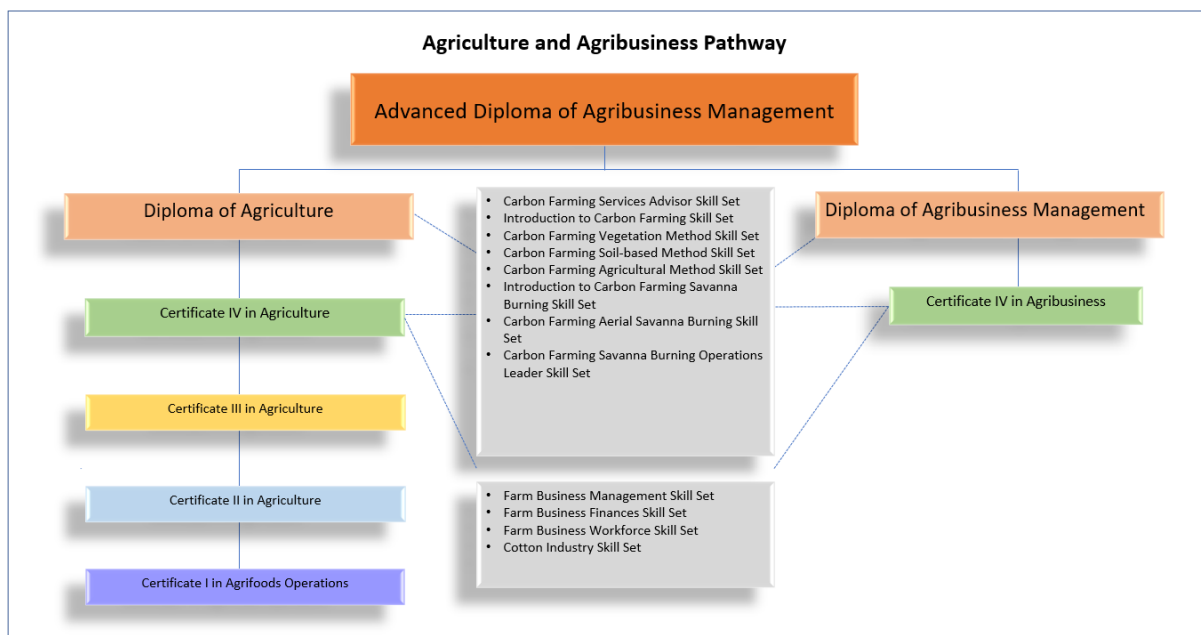 Agriculture and Agribusiness Pathway
Advanced Diploma of Agribusiness Management
Diploma of Agriculture
Certificate IV in Agriculture
Certificate III in Agriculture
Certificate II in Agriculture
Certificate I in Agrifoods Operations
• Carbon Farming Services Advisor Skill Set
• Introduction to Carbon Farming Skill Set
• Carbon Farming Vegetation Method Skill Set
• Carbon Farming Soil-based Method Skill Set
• Carbon Farming Agricultural Method Skill Set
• Introduction to Carbon Farming Savanna
Burning Skill Set
• Carbon Farming Aerial Savanna Burning Skill
Set
• Carbon Farming Savanna Burning Operations
Leader Skill Set
• Farm Business Management Skill Set
• Farm Business Finances Skill Set
• Farm Business Workforce Skill Set
• Cotton Industry Skill Set
Diploma of Agribusiness Management
Certificate IV in Agribusiness